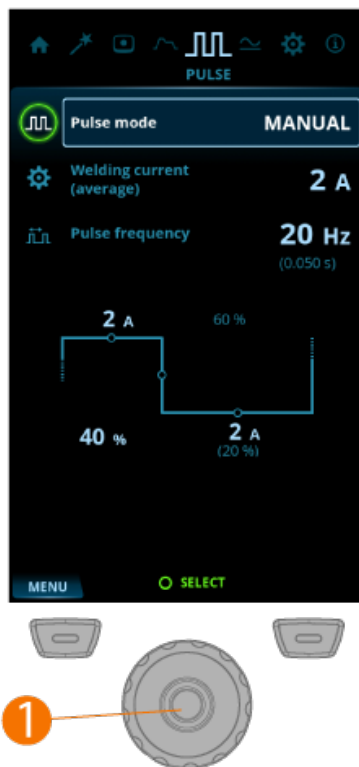 PULSE
Pulse mode MANUAL
Welding current
(average)
2 A
Pulse frequency 20 Hz
(0.050 s)
2 A 60 %
40 % 2 A
(20 %)
MENU SELECT
1